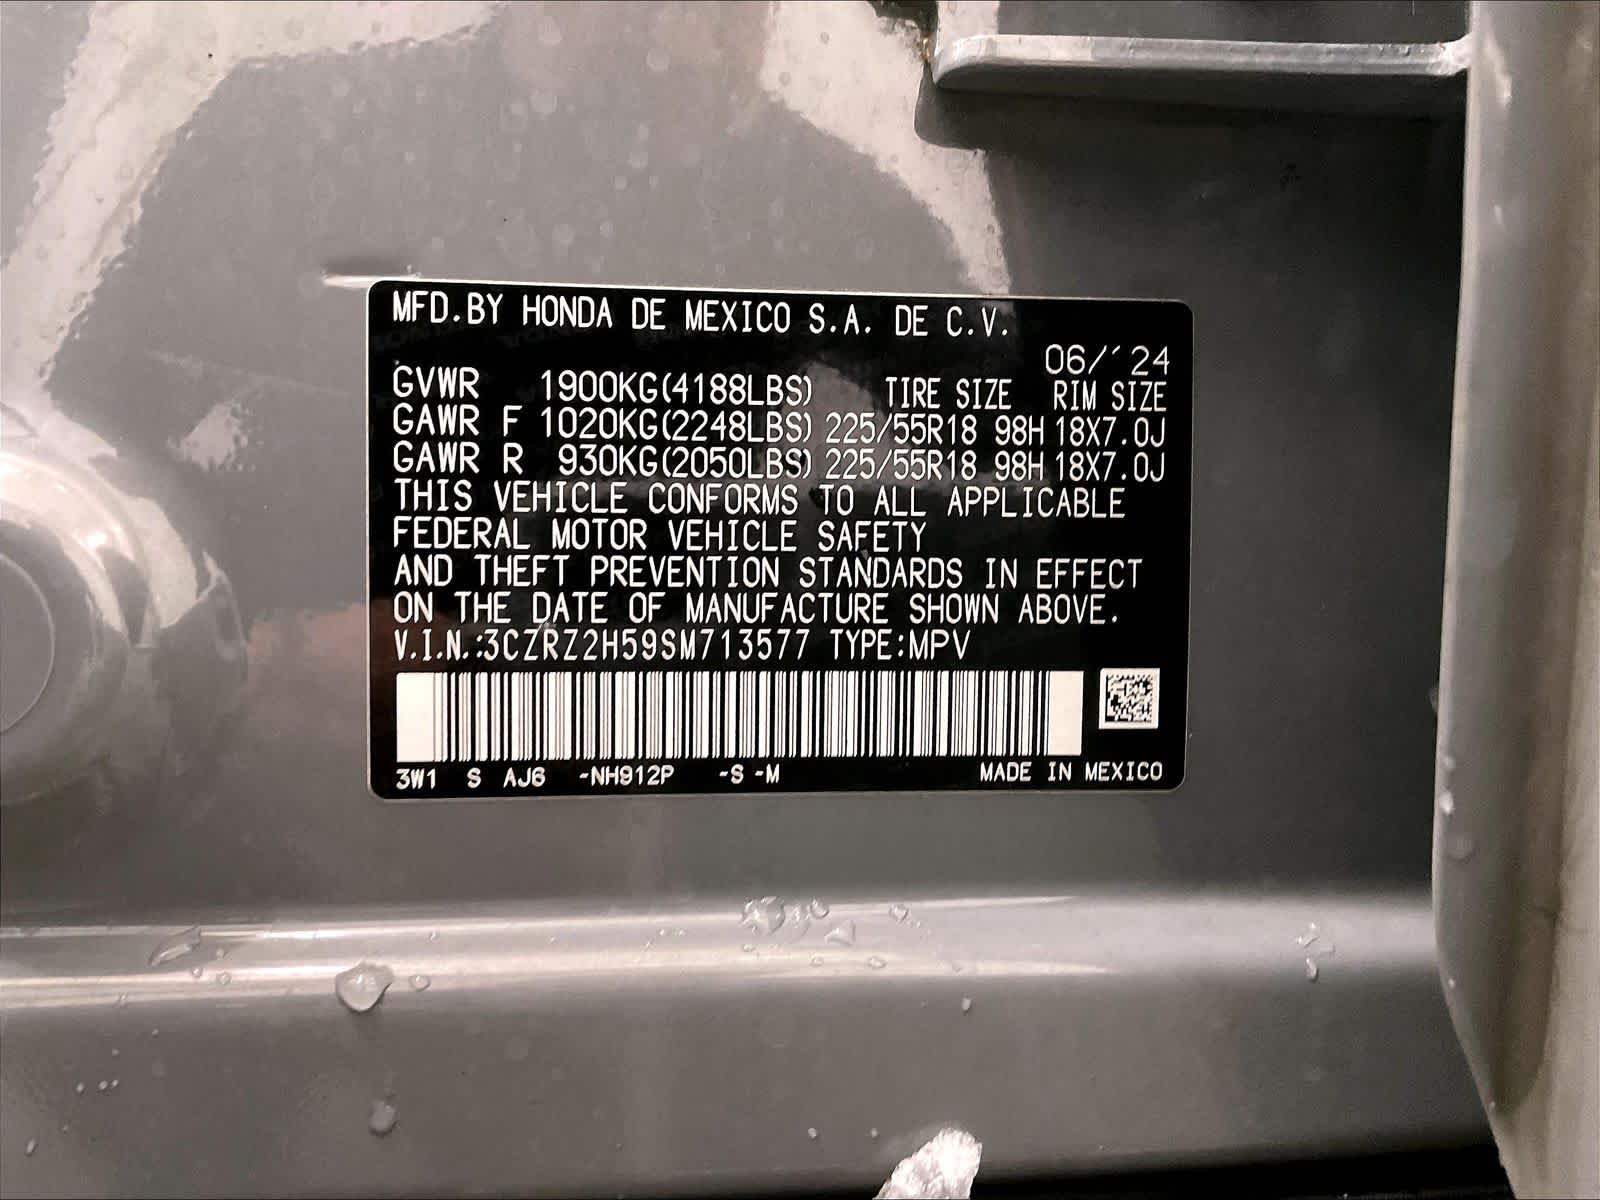 MFD.BY HONDA DE MEXICO S.A. DE C.V.
06/´24
GVWR 1900KG(4188LBS) TIRE SIZE RIM SIZE
GAWR F 1020KG(2248LBS) 225/55R18 98H 18X7.0J
GAWR R 930KG(2050LBS) 225/55R18 98H 18X7.0J
THIS VEHICLE CONFORMS TO ALL APPLICABLE
FEDERAL MOTOR VEHICLE SAFETY
AND THEFT PREVENTION STANDARDS IN EFFECT
ON THE DATE OF MANUFACTURE SHOWN ABOVE.
V.I.N.:3CZRZ2H59SM713577 TYPE:MPV
3W1 S AJ6 -NH912P -S -M MADE IN MEXICO